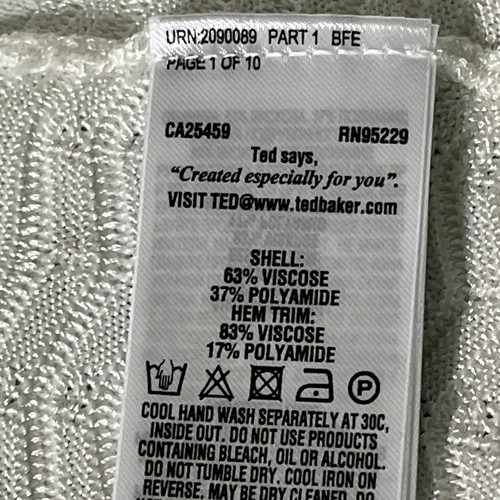 URN:2090089 PART 1 BFE
PAGE 1 OF 10
CA25459 RN95229
Ted says,
“Created especially for you”.
VISIT TED@www.tedbaker.com
SHELL:
63% VISCOSE
37% POLYAMIDE
HEM TRIM:
83% VISCOSE
17% POLYAMIDE
P
COOL HAND WASH SEPARATELY AT 30C,
INSIDE OUT. DO NOT USE PRODUCTS
CONTAINING BLEACH, OIL OR ALCOHOL.
DO NOT TUMBLE DRY. COOL IRON ON
REVERSE. MAY BE DRY CLEANED. DO